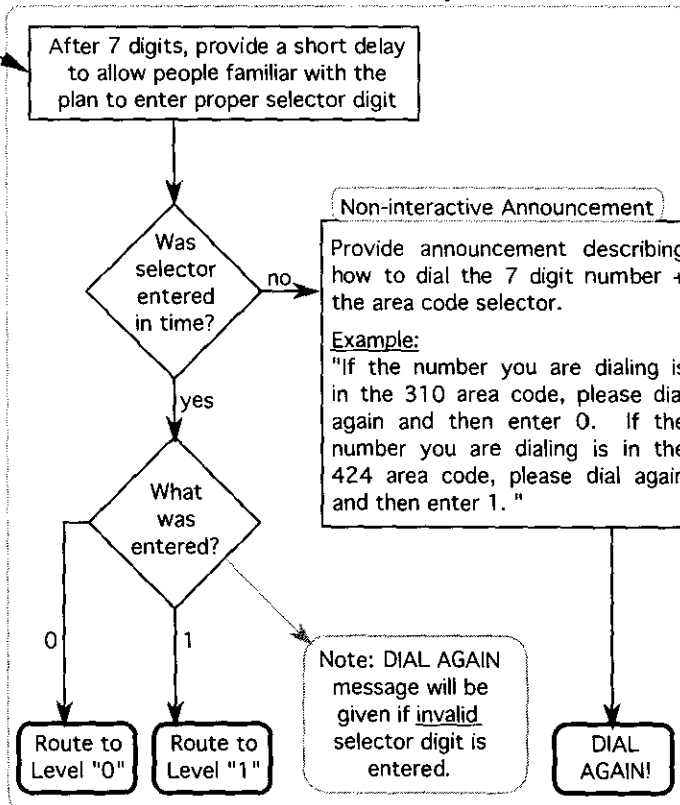 After 7 digits, provide a short delay
to allow people familiar with the
plan to enter proper selector digit
Was
selector
entered
in time?
no
Non-interactive Announcement
Provide announcement describing
how to dial the 7 digit number +
the area code selector.
Example:
"If the number you are dialing is
in the 310 area code, please dial
again and then enter 0. If the
number you are dialing is in the
424 area code, please dial again
and then enter 1. "
yes
What
was
entered?
0
1
Note: DIAL AGAIN
message will be
given if invalid
selector digit is
entered.
Route to
Level "0"
Route to
Level "1"
DIAL
AGAIN!